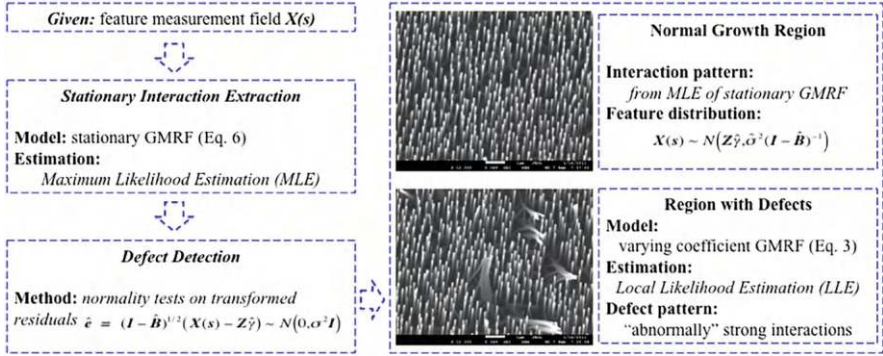 Given: feature measurement field X(s)
Stationary Interaction Extraction
Model: stationary GMRF (Eq. 6)
Estimation:
Maximum Likelihood Estimation (MLE)
Defect Detection
Method: normality tests on transformed
residuals ê = (I − B̂)^{1/2}(X(s) − Zγ̂) ~ N(0,σ²I)
Normal Growth Region
Interaction pattern:
from MLE of stationary GMRF
Feature distribution:
X(s) ~ N(Zγ̂,σ̂²(I − B̂)⁻¹)
Region with Defects
Model:
varying coefficient GMRF (Eq. 3)
Estimation:
Local Likelihood Estimation (LLE)
Defect pattern:
“abnormally” strong interactions